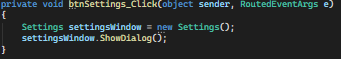 private void btnSettings_Click(object sender, RoutedEventArgs e)
{
    Settings settingsWindow = new Settings();
    settingsWindow.ShowDialog();
}